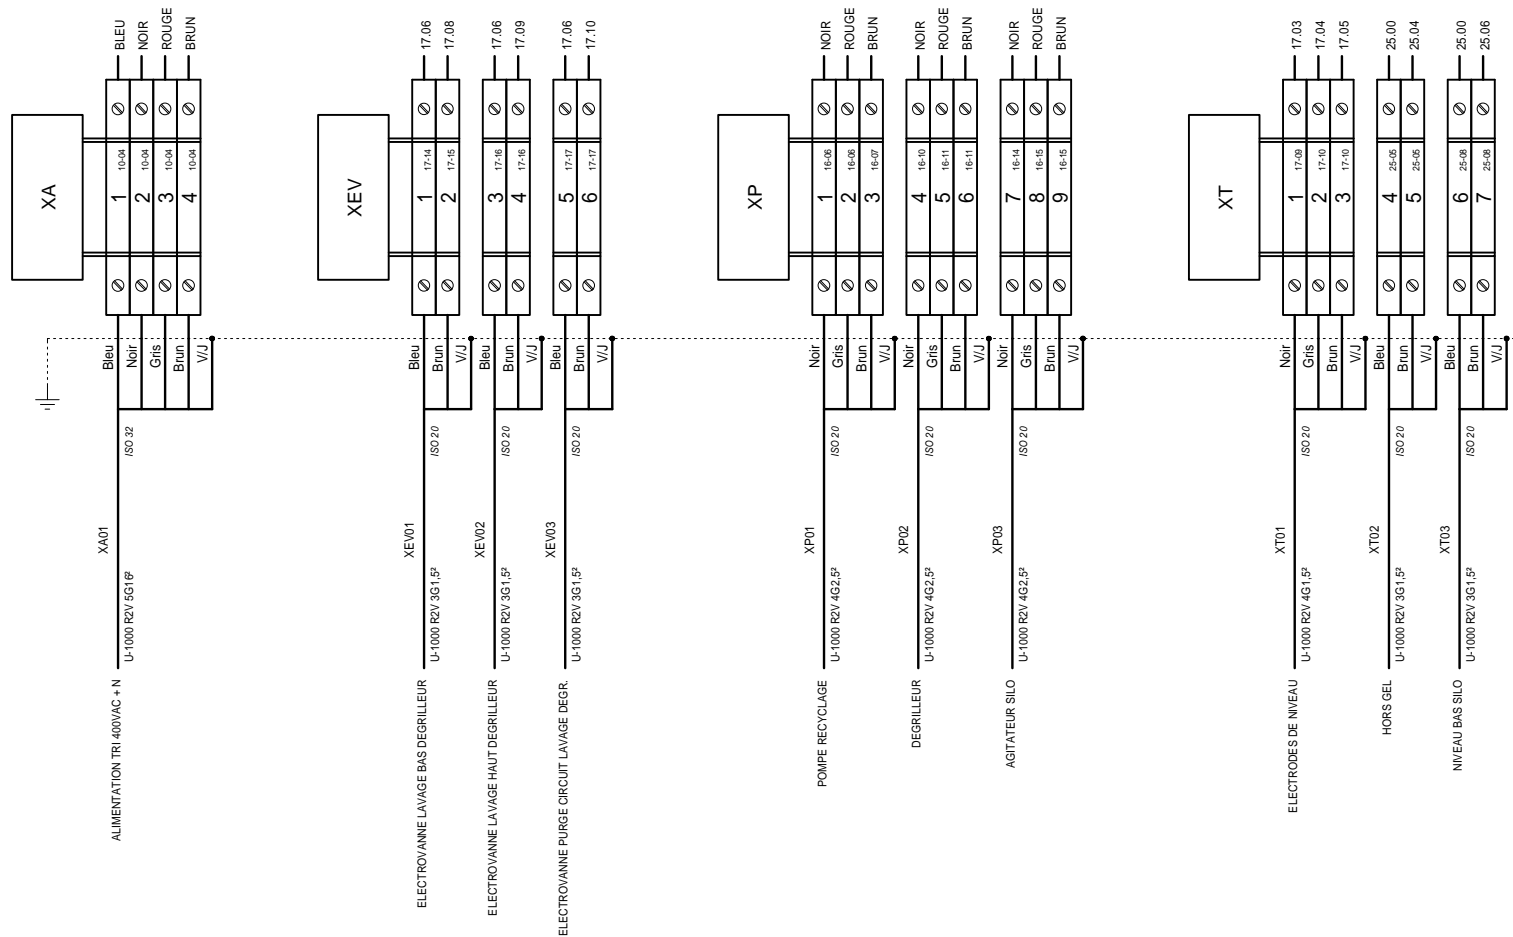 BLEU
NOIR
ROUGE
BRUN
XA
1 10-04
2 10-04
3 10-04
4 10-04
Bleu
Noir
Gris
Brun
V/J
ISO 32
XA01
U-1000 R2V 5G16²
ALIMENTATION TRI 400VAC + N
17.06
17.08
17.06
17.09
17.06
17.10
XEV
1 17-14
2 17-15
3 17-16
4 17-16
5 17-17
6 17-17
Bleu
Brun
V/J
Bleu
Brun
V/J
Bleu
Brun
V/J
ISO 20
ISO 20
ISO 20
XEV01
XEV02
XEV03
U-1000 R2V 3G1,5²
U-1000 R2V 3G1,5²
U-1000 R2V 3G1,5²
ELECTROVANNE LAVAGE BAS DEGRILLEUR
ELECTROVANNE LAVAGE HAUT DEGRILLEUR
ELECTROVANNE PURGE CIRCUIT LAVAGE DEGR.
NOIR
ROUGE
BRUN
NOIR
ROUGE
BRUN
NOIR
ROUGE
BRUN
XP
1 16-06
2 16-06
3 16-07
4 16-10
5 16-11
6 16-11
7 16-14
8 16-15
9 16-15
Noir
Gris
Brun
V/J
Noir
Gris
Brun
V/J
Noir
Gris
Brun
V/J
ISO 20
ISO 20
ISO 20
XP01
XP02
XP03
U-1000 R2V 4G2,5²
U-1000 R2V 4G2,5²
U-1000 R2V 4G2,5²
POMPE RECYCLAGE
DEGRILLEUR
AGITATEUR SILO
17.03
17.04
17.05
25.00
25.04
25.00
25.06
XT
1 17-09
2 17-10
3 17-10
4 25-05
5 25-05
6 25-08
7 25-08
Noir
Gris
Brun
V/J
Bleu
Brun
V/J
Bleu
Brun
V/J
ISO 20
ISO 20
ISO 20
XT01
XT02
XT03
U-1000 R2V 4G1,5²
U-1000 R2V 3G1,5²
U-1000 R2V 3G1,5²
ELECTRODES DE NIVEAU
HORS GEL
NIVEAU BAS SILO